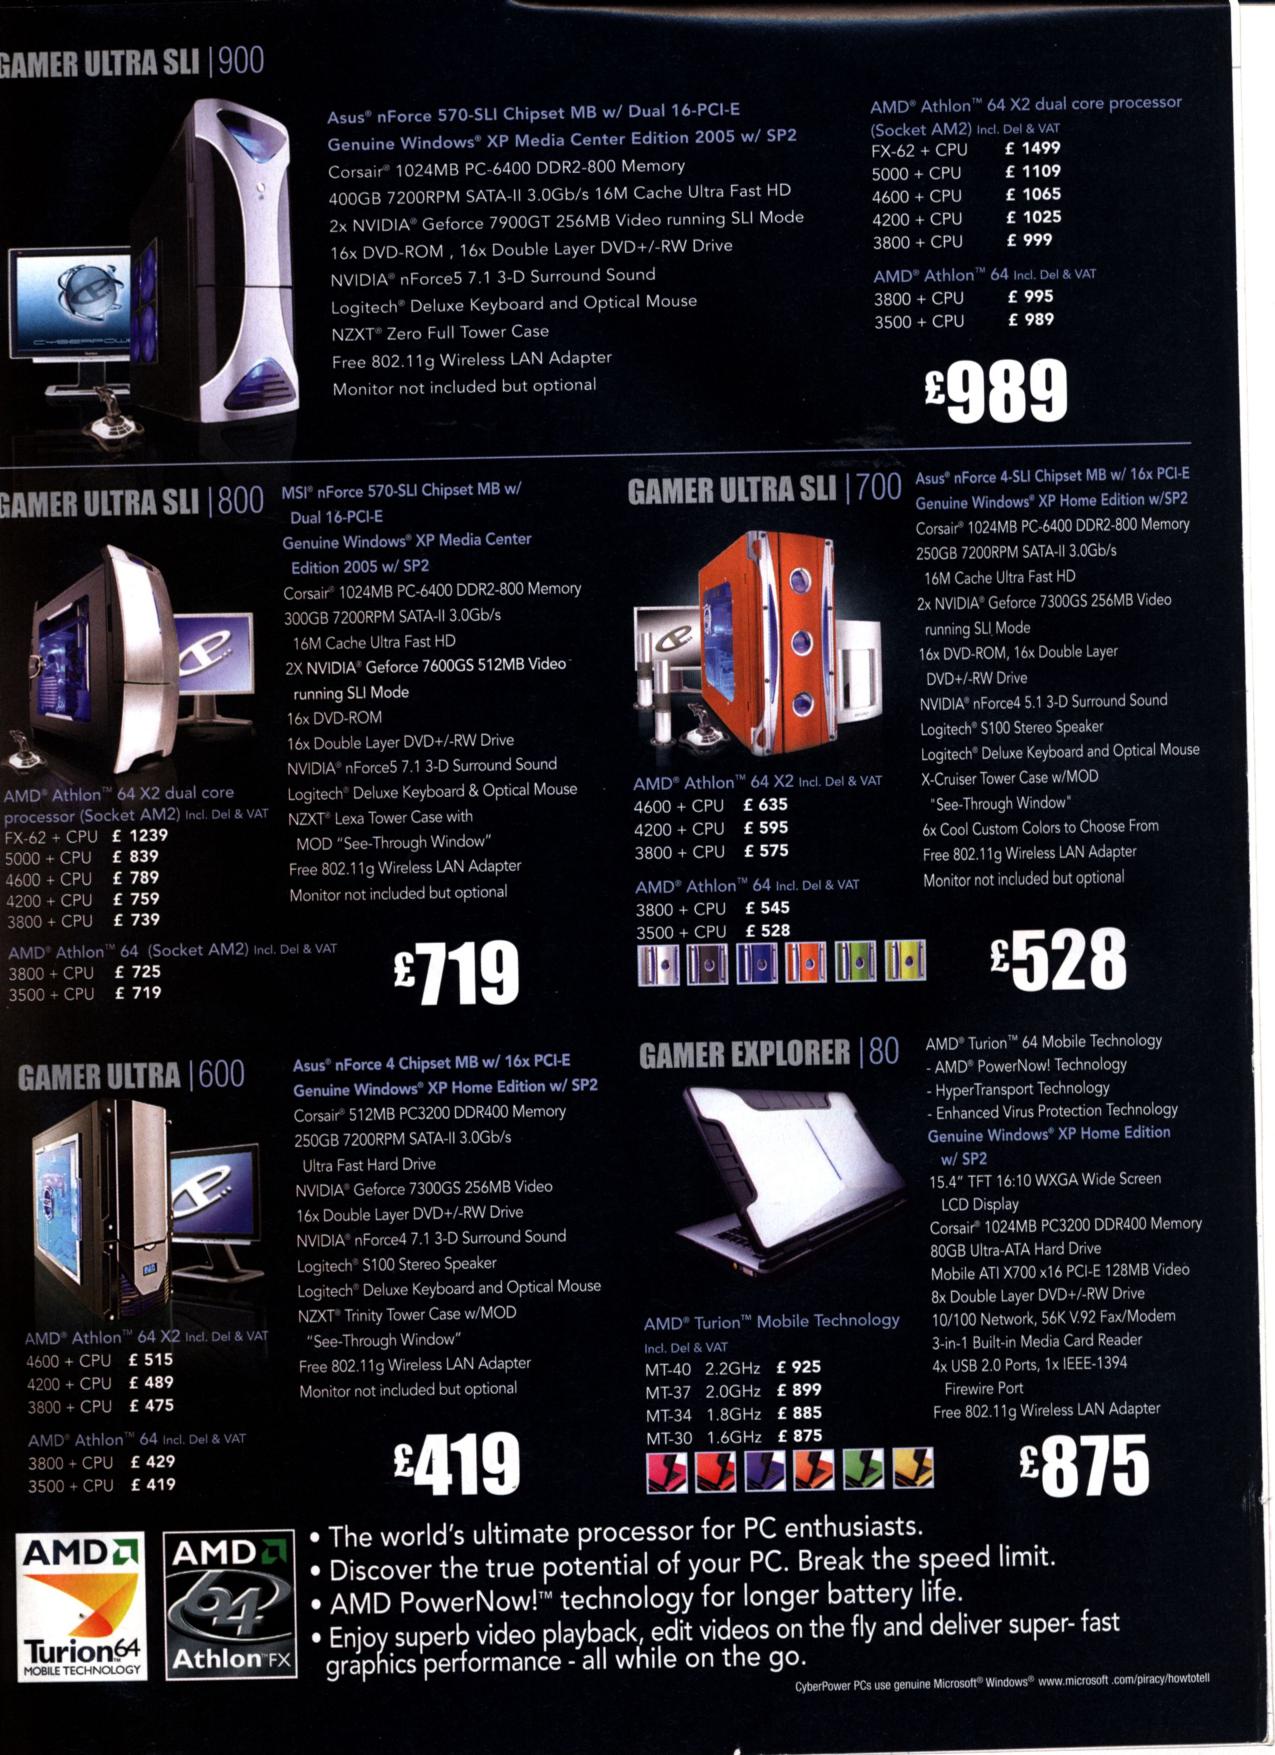 GAMER ULTRA SLI | 900
Asus® nForce 570-SLI Chipset MB w/ Dual 16-PCI-E
Genuine Windows® XP Media Center Edition 2005 w/ SP2
Corsair® 1024MB PC-6400 DDR2-800 Memory
400GB 7200RPM SATA-II 3.0Gb/s 16M Cache Ultra Fast HD
2x NVIDIA® Geforce 7900GT 256MB Video running SLI Mode
16x DVD-ROM , 16x Double Layer DVD+/-RW Drive
NVIDIA® nForce5 7.1 3-D Surround Sound
Logitech® Deluxe Keyboard and Optical Mouse
NZXT® Zero Full Tower Case
Free 802.11g Wireless LAN Adapter
Monitor not included but optional
AMD® Athlon™ 64 X2 dual core processor
(Socket AM2) Incl. Del & VAT
FX-62 + CPU £ 1499
5000 + CPU £ 1109
4600 + CPU £ 1065
4200 + CPU £ 1025
3800 + CPU £ 999
AMD® Athlon™ 64 Incl. Del & VAT
3800 + CPU £ 995
3500 + CPU £ 989
£989
CYBERPOW
GAMER ULTRA SLI | 800
MSI® nForce 570-SLI Chipset MB w/
Dual 16-PCI-E
Genuine Windows® XP Media Center
Edition 2005 w/ SP2
Corsair® 1024MB PC-6400 DDR2-800 Memory
300GB 7200RPM SATA-II 3.0Gb/s
16M Cache Ultra Fast HD
2X NVIDIA® Geforce 7600GS 512MB Video
running SLI Mode
16x DVD-ROM
16x Double Layer DVD+/-RW Drive
NVIDIA® nForce5 7.1 3-D Surround Sound
Logitech® Deluxe Keyboard & Optical Mouse
NZXT® Lexa Tower Case with
MOD "See-Through Window"
Free 802.11g Wireless LAN Adapter
Monitor not included but optional
AMD® Athlon™ 64 X2 dual core
processor (Socket AM2) Incl. Del & VAT
FX-62 + CPU £ 1239
5000 + CPU £ 839
4600 + CPU £ 789
4200 + CPU £ 759
3800 + CPU £ 739
AMD® Athlon™ 64 (Socket AM2) Incl. Del & VAT
3800 + CPU £ 725
3500 + CPU £ 719
£719
GAMER ULTRA SLI | 700
Asus® nForce 4-SLI Chipset MB w/ 16x PCI-E
Genuine Windows® XP Home Edition w/SP2
Corsair® 1024MB PC-6400 DDR2-800 Memory
250GB 7200RPM SATA-II 3.0Gb/s
16M Cache Ultra Fast HD
2x NVIDIA® Geforce 7300GS 256MB Video
running SLI Mode
16x DVD-ROM, 16x Double Layer
DVD+/-RW Drive
NVIDIA® nForce4 5.1 3-D Surround Sound
Logitech® S100 Stereo Speaker
Logitech® Deluxe Keyboard and Optical Mouse
X-Cruiser Tower Case w/MOD
"See-Through Window"
6x Cool Custom Colors to Choose From
Free 802.11g Wireless LAN Adapter
Monitor not included but optional
AMD® Athlon™ 64 X2 Incl. Del & VAT
4600 + CPU £ 635
4200 + CPU £ 595
3800 + CPU £ 575
AMD® Athlon™ 64 Incl. Del & VAT
3800 + CPU £ 545
3500 + CPU £ 528
£528
GAMER ULTRA | 600
Asus® nForce 4 Chipset MB w/ 16x PCI-E
Genuine Windows® XP Home Edition w/ SP2
Corsair® 512MB PC3200 DDR400 Memory
250GB 7200RPM SATA-II 3.0Gb/s
Ultra Fast Hard Drive
NVIDIA® Geforce 7300GS 256MB Video
16x Double Layer DVD+/-RW Drive
NVIDIA® nForce4 7.1 3-D Surround Sound
Logitech® S100 Stereo Speaker
Logitech® Deluxe Keyboard and Optical Mouse
NZXT® Trinity Tower Case w/MOD
"See-Through Window"
Free 802.11g Wireless LAN Adapter
Monitor not included but optional
AMD® Athlon™ 64 X2 Incl. Del & VAT
4600 + CPU £ 515
4200 + CPU £ 489
3800 + CPU £ 475
AMD® Athlon™ 64 Incl. Del & VAT
3800 + CPU £ 429
3500 + CPU £ 419
£419
GAMER EXPLORER | 80
AMD® Turion™ 64 Mobile Technology
- AMD® PowerNow! Technology
- HyperTransport Technology
- Enhanced Virus Protection Technology
Genuine Windows® XP Home Edition
w/ SP2
15.4" TFT 16:10 WXGA Wide Screen
LCD Display
Corsair® 1024MB PC3200 DDR400 Memory
80GB Ultra-ATA Hard Drive
Mobile ATI X700 x16 PCI-E 128MB Video
8x Double Layer DVD+/-RW Drive
10/100 Network, 56K V.92 Fax/Modem
3-in-1 Built-in Media Card Reader
4x USB 2.0 Ports, 1x IEEE-1394
Firewire Port
Free 802.11g Wireless LAN Adapter
AMD® Turion™ Mobile Technology
Incl. Del & VAT
MT-40 2.2GHz £ 925
MT-37 2.0GHz £ 899
MT-34 1.8GHz £ 885
MT-30 1.6GHz £ 875
£875
AMD
Turion 64
MOBILE TECHNOLOGY
AMD
64
Athlon™ FX
• The world's ultimate processor for PC enthusiasts.
• Discover the true potential of your PC. Break the speed limit.
• AMD PowerNow!™ technology for longer battery life.
• Enjoy superb video playback, edit videos on the fly and deliver super- fast
graphics performance - all while on the go.
CyberPower PCs use genuine Microsoft® Windows® www.microsoft .com/piracy/howtotell